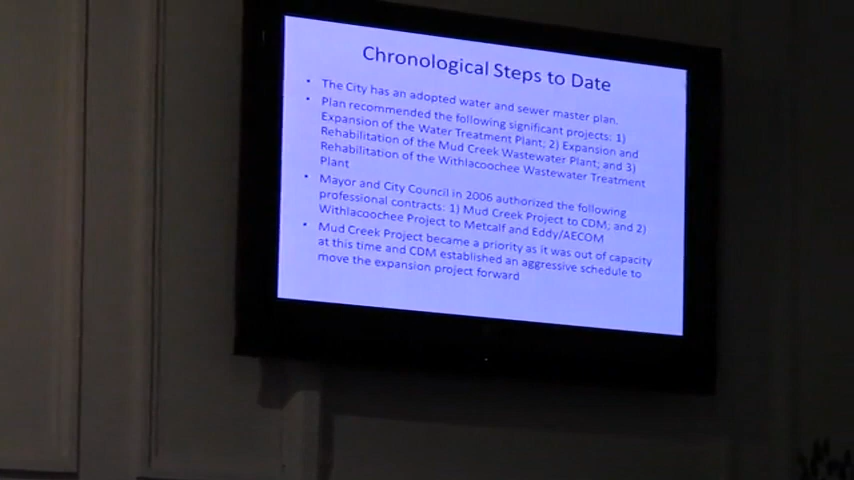 Chronological Steps to Date
• The City has an adopted water and sewer master plan.
• Plan recommended the following significant projects: 1)
Expansion of the Water Treatment Plant; 2) Expansion and
Rehabilitation of the Mud Creek Wastewater Plant; and 3)
Rehabilitation of the Withlacoochee Wastewater Treatment
Plant
• Mayor and City Council in 2006 authorized the following
professional contracts: 1) Mud Creek Project to CDM; and 2)
Withlacoochee Project to Metcalf and Eddy/AECOM
• Mud Creek Project became a priority as it was out of capacity
at this time and CDM established an aggressive schedule to
move the expansion project forward